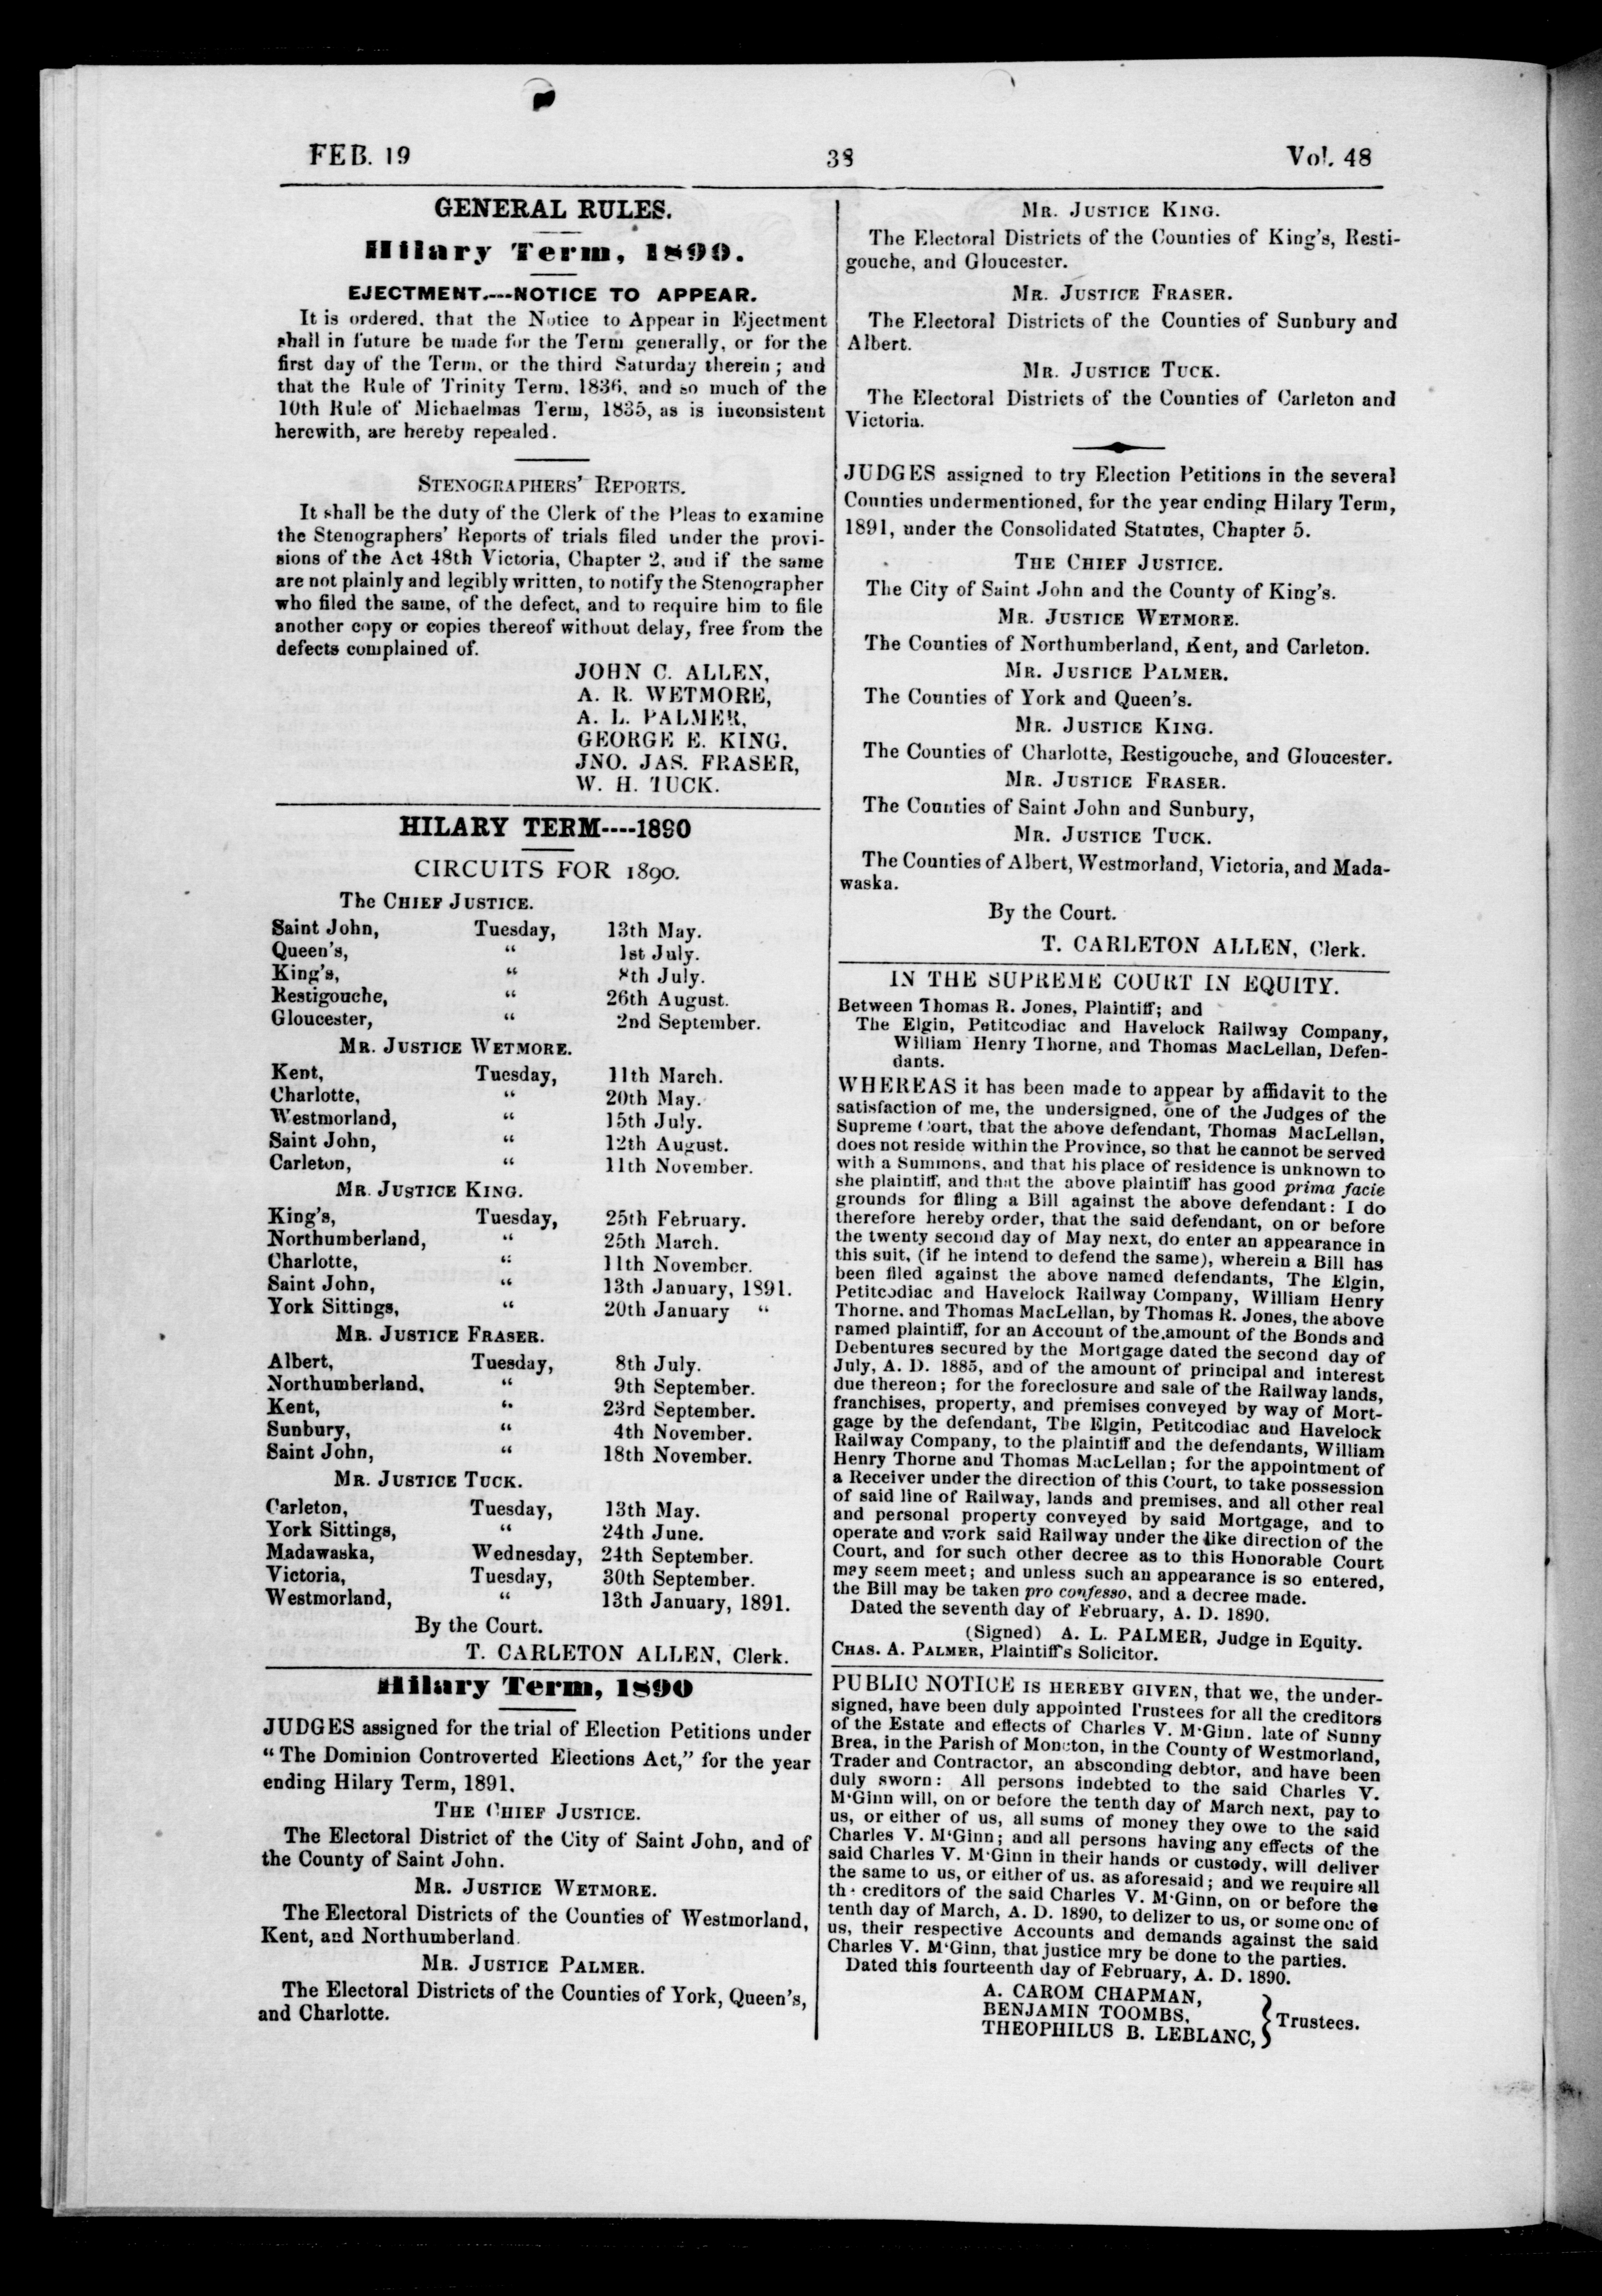 FEB. 19 38 Vol. 48
GENERAL RULES.
Hilary Term, 1890.
EJECTMENT.---NOTICE TO APPEAR.
It is ordered, that the Notice to Appear in Ejectment
shall in future be made for the Term generally, or for the
first day of the Term, or the third Saturday therein; and
that the Rule of Trinity Term, 1836, and so much of the
10th Rule of Michaelmas Term, 1835, as is inconsistent
herewith, are hereby repealed.
STENOGRAPHERS' REPORTS.
It shall be the duty of the Clerk of the Pleas to examine
the Stenographers' Reports of trials filed under the provi-
sions of the Act 48th Victoria, Chapter 2, and if the same
are not plainly and legibly written, to notify the Stenographer
who filed the same, of the defect, and to require him to file
another copy or copies thereof without delay, free from the
defects complained of.
JOHN C. ALLEN,
A. R. WETMORE,
A. L. PALMER,
GEORGE E. KING,
JNO. JAS. FRASER,
W. H. TUCK.
HILARY TERM----1890
CIRCUITS FOR 1890.
The CHIEF JUSTICE.
Saint John, Tuesday, 13th May.
Queen's, " 1st July.
King's, " 8th July.
Restigouche, " 26th August.
Gloucester, " 2nd September.
MR. JUSTICE WETMORE.
Kent, Tuesday, 11th March.
Charlotte, " 20th May.
Westmorland, " 15th July.
Saint John, " 12th August.
Carleton, " 11th November.
MR. JUSTICE KING.
King's, Tuesday, 25th February.
Northumberland, " 25th March.
Charlotte, " 11th November.
Saint John, " 13th January, 1891.
York Sittings, " 20th January "
MR. JUSTICE FRASER.
Albert, Tuesday, 8th July.
Northumberland, " 9th September.
Kent, " 23rd September.
Sunbury, " 4th November.
Saint John, " 18th November.
MR. JUSTICE TUCK.
Carleton, Tuesday, 13th May.
York Sittings, " 24th June.
Madawaska, Wednesday, 24th September.
Victoria, Tuesday, 30th September.
Westmorland, " 13th January, 1891.
By the Court.
T. CARLETON ALLEN, Clerk.
Hilary Term, 1890
JUDGES assigned for the trial of Election Petitions under
"The Dominion Controverted Elections Act," for the year
ending Hilary Term, 1891.
THE CHIEF JUSTICE.
The Electoral District of the City of Saint John, and of
the County of Saint John.
MR. JUSTICE WETMORE.
The Electoral Districts of the Counties of Westmorland,
Kent, and Northumberland.
MR. JUSTICE PALMER.
The Electoral Districts of the Counties of York, Queen's,
and Charlotte.
MR. JUSTICE KING.
The Electoral Districts of the Counties of King's, Resti-
gouche, and Gloucester.
MR. JUSTICE FRASER.
The Electoral Districts of the Counties of Sunbury and
Albert.
MR. JUSTICE TUCK.
The Electoral Districts of the Counties of Carleton and
Victoria.
JUDGES assigned to try Election Petitions in the several
Counties undermentioned, for the year ending Hilary Term,
1891, under the Consolidated Statutes, Chapter 5.
THE CHIEF JUSTICE.
The City of Saint John and the County of King's.
MR. JUSTICE WETMORE.
The Counties of Northumberland, Kent, and Carleton.
MR. JUSTICE PALMER.
The Counties of York and Queen's.
MR. JUSTICE KING.
The Counties of Charlotte, Restigouche, and Gloucester.
MR. JUSTICE FRASER.
The Counties of Saint John and Sunbury,
MR. JUSTICE TUCK.
The Counties of Albert, Westmorland, Victoria, and Mada-
waska.
By the Court.
T. CARLETON ALLEN, Clerk.
IN THE SUPREME COURT IN EQUITY.
Between Thomas R. Jones, Plaintiff; and
The Elgin, Petitcodiac and Havelock Railway Company,
William Henry Thorne, and Thomas MacLellan, Defen-
dants.
WHEREAS it has been made to appear by affidavit to the
satisfaction of me, the undersigned, one of the Judges of the
Supreme Court, that the above defendant, Thomas MacLellan,
does not reside within the Province, so that he cannot be served
with a Summons, and that his place of residence is unknown to
she plaintiff, and that the above plaintiff has good prima facie
grounds for filing a Bill against the above defendant: I do
therefore hereby order, that the said defendant, on or before
the twenty second day of May next, do enter an appearance in
this suit, (if he intend to defend the same), wherein a Bill has
been filed against the above named defendants, The Elgin,
Petitcodiac and Havelock Railway Company, William Henry
Thorne, and Thomas MacLellan, by Thomas R. Jones, the above
named plaintiff, for an Account of the amount of the Bonds and
Debentures secured by the Mortgage dated the second day of
July, A. D. 1885, and of the amount of principal and interest
due thereon; for the foreclosure and sale of the Railway lands,
franchises, property, and premises conveyed by way of Mort-
gage by the defendant, The Elgin, Petitcodiac and Havelock
Railway Company, to the plaintiff and the defendants, William
Henry Thorne and Thomas MacLellan; for the appointment of
a Receiver under the direction of this Court, to take possession
of said line of Railway, lands and premises, and all other real
and personal property conveyed by said Mortgage, and to
operate and work said Railway under the like direction of the
Court, and for such other decree as to this Honorable Court
may seem meet; and unless such an appearance is so entered,
the Bill may be taken pro confesso, and a decree made.
Dated the seventh day of February, A. D. 1890.
(Signed) A. L. PALMER, Judge in Equity.
CHAS. A. PALMER, Plaintiff's Solicitor.
PUBLIC NOTICE IS HEREBY GIVEN, that we, the under-
signed, have been duly appointed Trustees for all the creditors
of the Estate and effects of Charles V. M'Ginn, late of Sunny
Brea, in the Parish of Moncton, in the County of Westmorland,
Trader and Contractor, an absconding debtor, and have been
duly sworn: All persons indebted to the said Charles V.
M'Ginn will, on or before the tenth day of March next, pay to
us, or either of us, all sums of money they owe to the said
Charles V. M'Ginn; and all persons having any effects of the
said Charles V. M'Ginn in their hands or custody, will deliver
the same to us, or either of us, as aforesaid; and we require all
th creditors of the said Charles V. M'Ginn, on or before the
tenth day of March, A. D. 1890, to delizer to us, or some one of
us, their respective Accounts and demands against the said
Charles V. M'Ginn, that justice mry be done to the parties.
Dated this fourteenth day of February, A. D. 1890.
A. CAROM CHAPMAN,
BENJAMIN TOOMBS, Trustees.
THEOPHILUS B. LEBLANC,